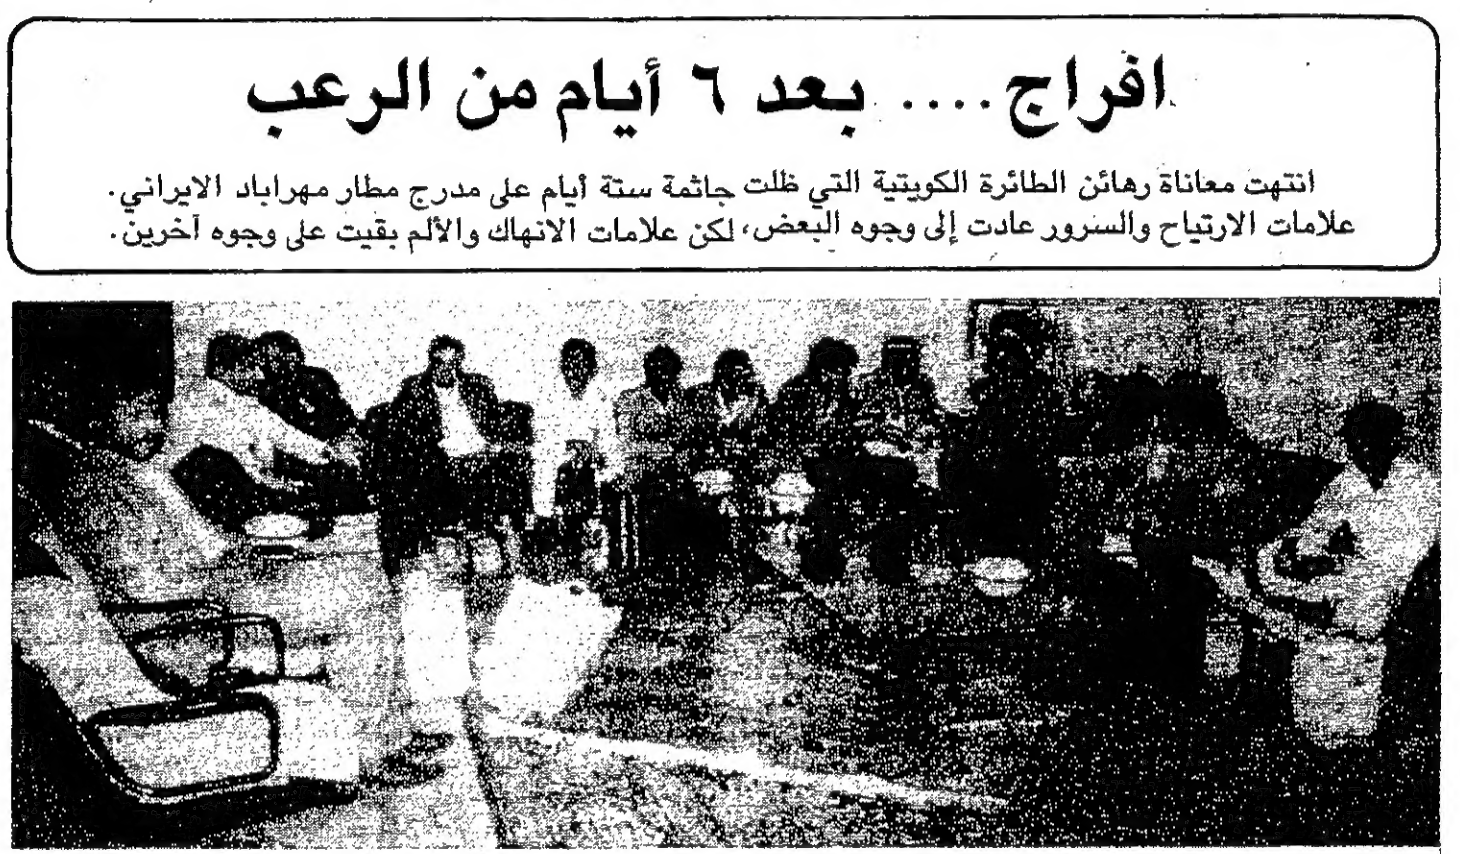 افراج .... بعد ٦ أيام من الرعب
انتهت معاناة رهائن الطائرة الكويتية التي ظلت جاثمة ستة أيام على مدرج مطار مهراباد الايراني.
علامات الارتياح والسرور عادت إلى وجوه البعض، لكن علامات الانهاك والألم بقيت على وجوه آخرين.